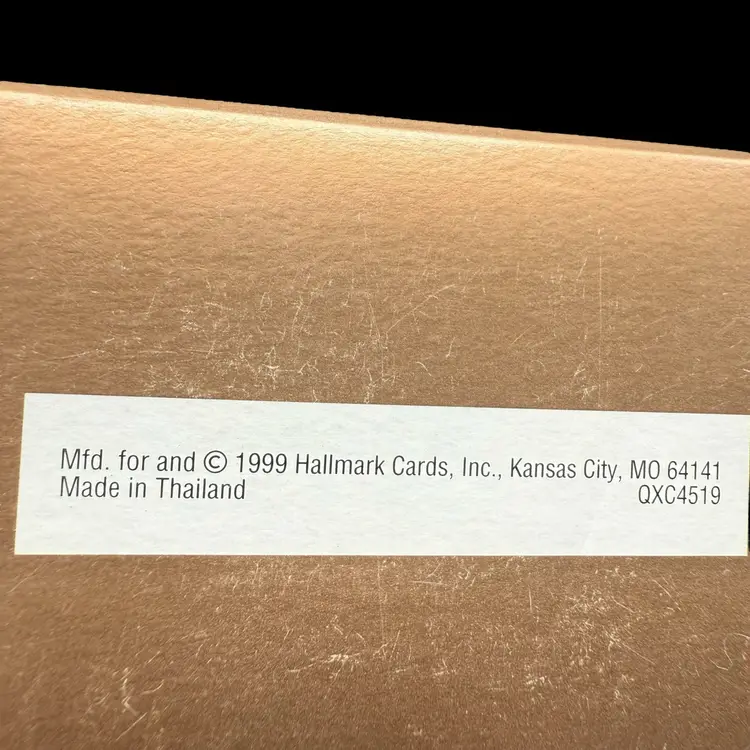 Mfd. for and © 1999 Hallmark Cards, Inc., Kansas City, MO 64141
Made in Thailand QXC4519